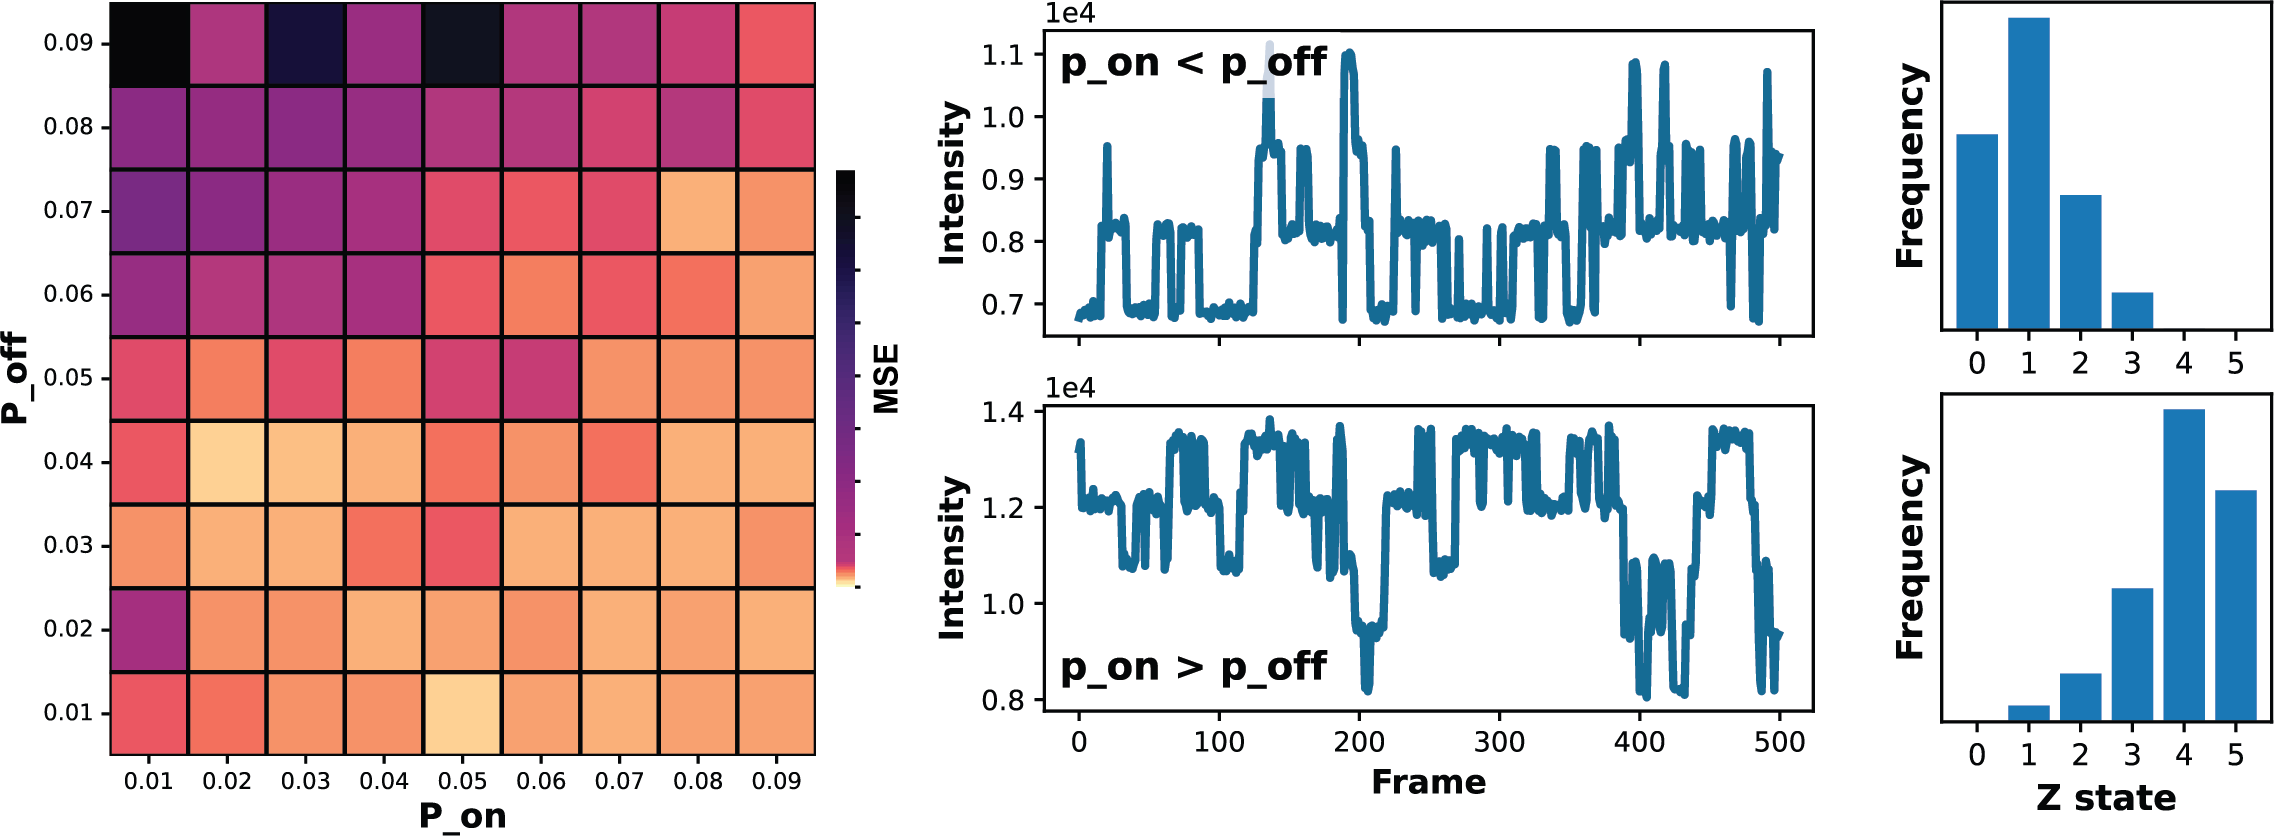 0.09
0.08
0.07
0.06
0.05
0.04
0.03
0.02
0.01
P_off
0.01 0.02 0.03 0.04 0.05 0.06 0.07 0.08 0.09
P_on
MSE
1e4
p_on < p_off
1.1
1.0
0.9
0.8
0.7
Intensity
1e4
1.4
1.2
1.0
0.8
Intensity
p_on > p_off
0 100 200 300 400 500
Frame
Frequency
0 1 2 3 4 5
Frequency
0 1 2 3 4 5
Z state